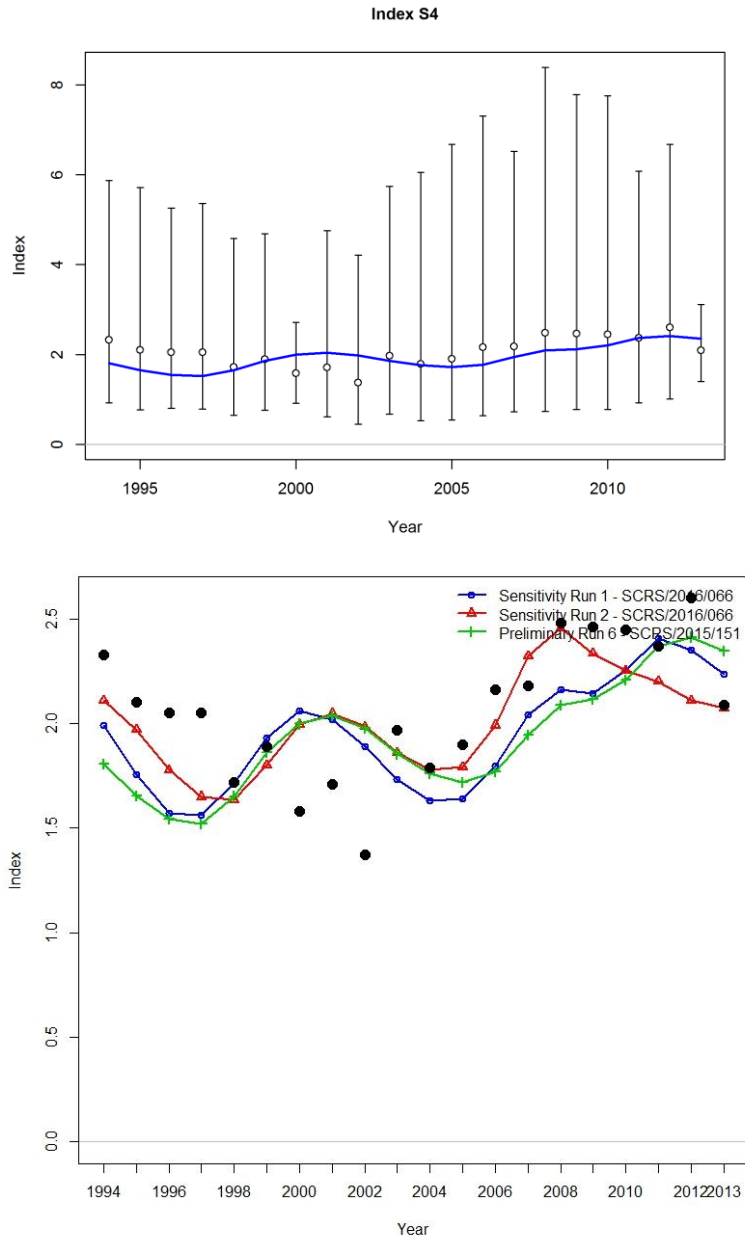 Index S4
8
6
4
2
0
Index
1995 2000 2005 2010
Year
Sensitivity Run 1 - SCRS/2016/066
Sensitivity Run 2 - SCRS/2016/066
Preliminary Run 6 - SCRS/2015/151
2.5
2.0
1.5
1.0
0.5
0.0
Index
1994 1996 1998 2000 2002 2004 2006 2008 2010 2012 2013
Year